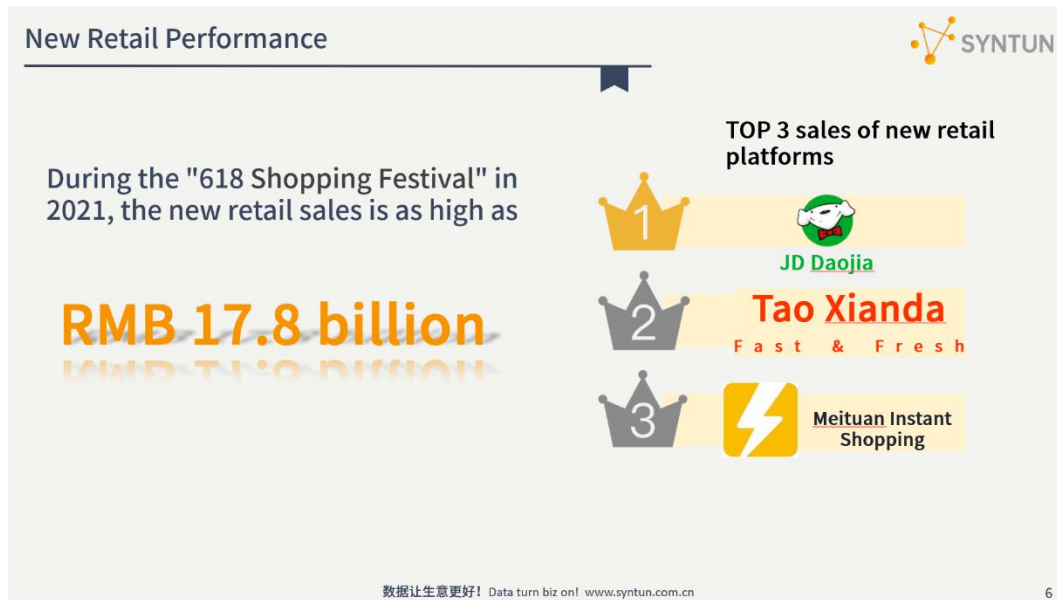 New Retail Performance
SYNTUN
During the "618 Shopping Festival" in
2021, the new retail sales is as high as
RMB 17.8 billion
TOP 3 sales of new retail
platforms
1
JD Daojia
2
Tao Xianda
Fast & Fresh
3
Meituan Instant
Shopping
数据让生意更好! Data turn biz on! www.syntun.com.cn
6